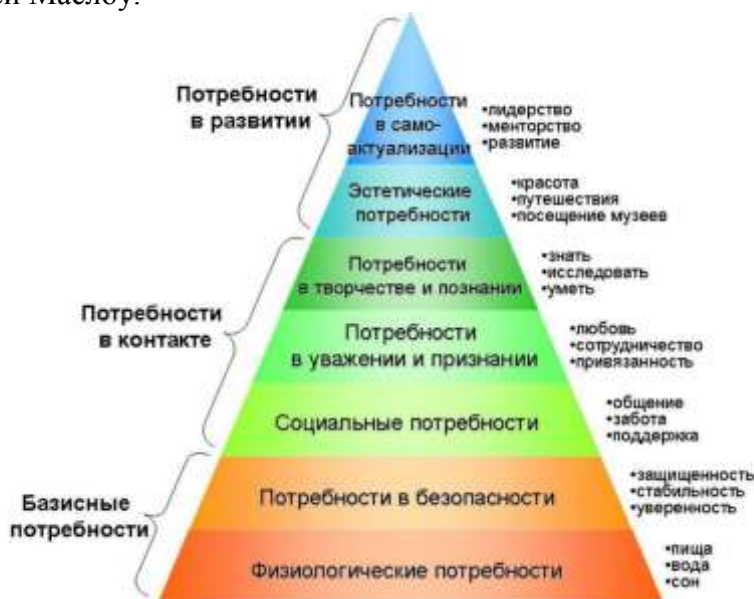 Маслоу.
Потребности
в развитии
Потребности
в само-
актуализации
•лидерство
•менторство
•развитие
Эстетические
потребности
•красота
•путешествия
•посещение музеев
Потребности
в контакте
Потребности
в творчестве и познании
•знать
•исследовать
•уметь
Потребности
в уважении и признании
•любовь
•сотрудничество
•привязанность
Социальные потребности
•общение
•забота
•поддержка
Базисные
потребности
Потребности в безопасности
•защищенность
•стабильность
•уверенность
Физиологические потребности
•пища
•вода
•сон